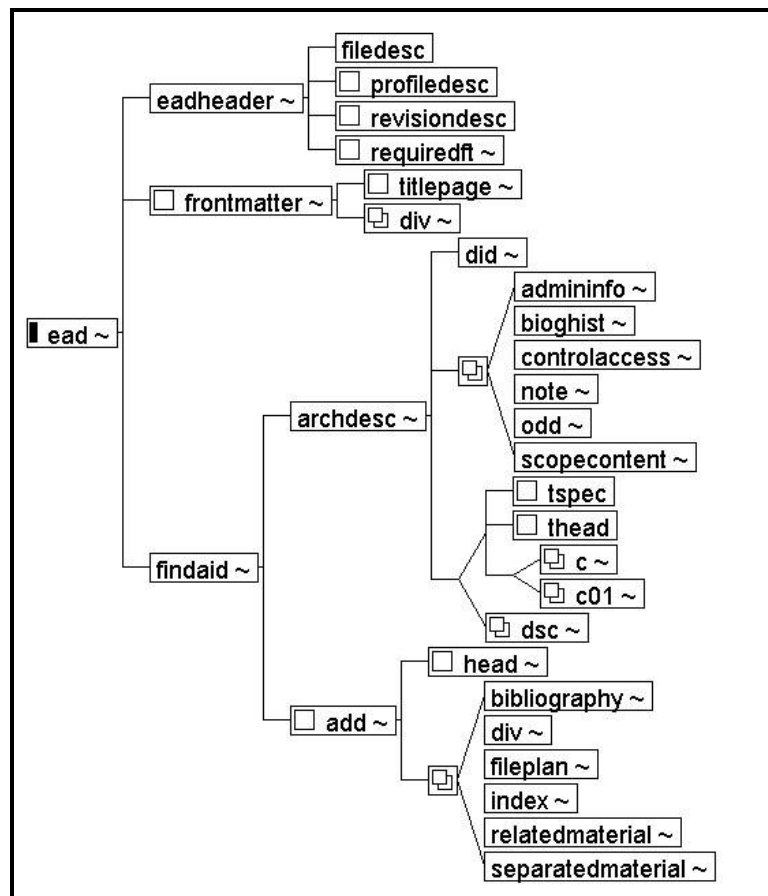 filedesc
profiledesc
eadheader ~
revisiondesc
requiredft ~
titlepage ~
frontmatter ~
div ~
did ~
admininfo ~
bioghist ~
ead ~
controlaccess ~
note ~
archdesc ~
odd ~
scopecontent ~
tspec
thead
c ~
findaid ~
c01 ~
dsc ~
head ~
bibliography ~
add ~
div ~
fileplan ~
index ~
relatedmaterial ~
separatedmaterial ~